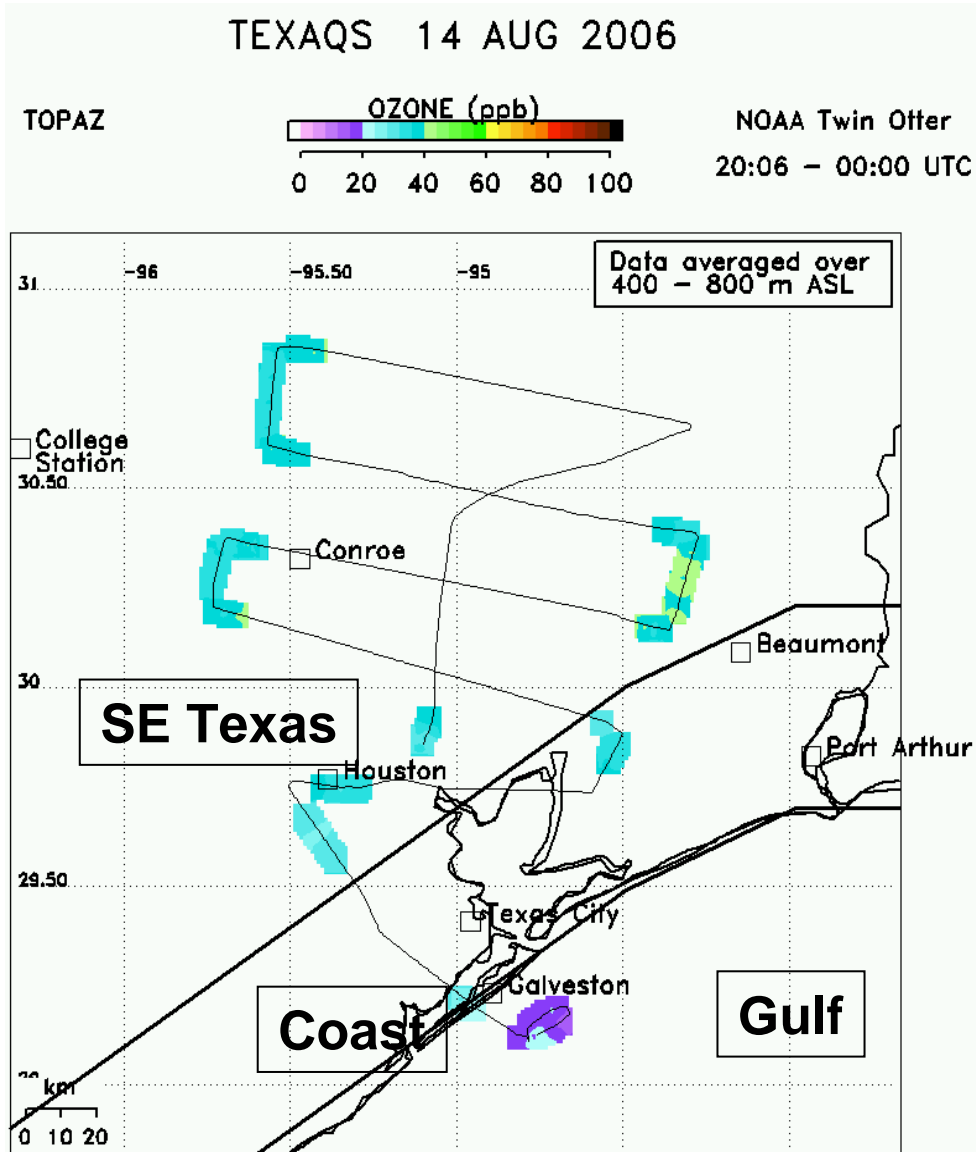 TEXAQS 14 AUG 2006
TOPAZ
OZONE (ppb)
0 20 40 60 80 100
NOAA Twin Otter
20:06 - 00:00 UTC
Data averaged over
400 - 800 m ASL
-96 -95.50 -95
31
College
Station
30.50
Conroe
Beaumont
30
SE Texas
Port Arthur
Houston
29.50
Texas City
Galveston
Coast
Gulf
km
0 10 20